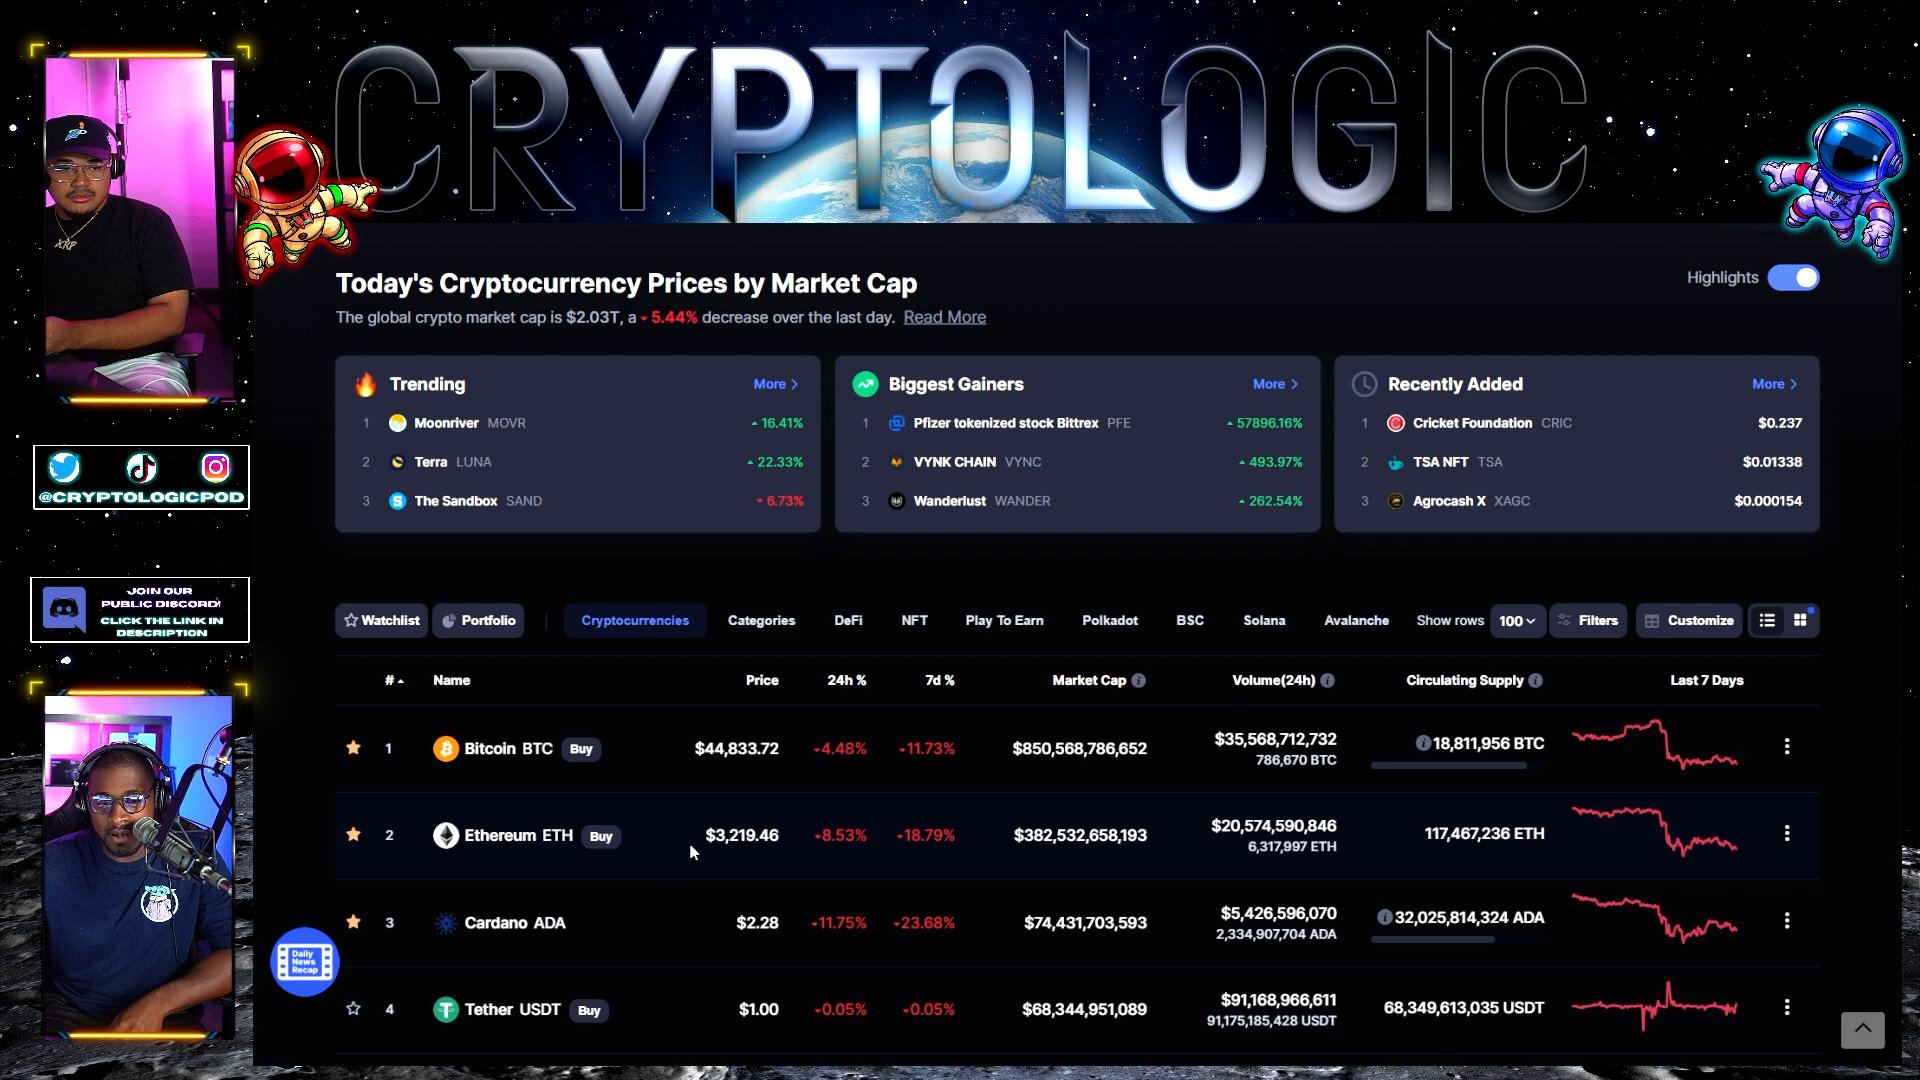 CRYPTOLOGIC
XRP
@CRYPTOLOGICPOD
JOIN OUR
PUBLIC DISCORD!
CLICK THE LINK IN
DESCRIPTION
Today's Cryptocurrency Prices by Market Cap
Highlights
The global crypto market cap is $2.03T, a 5.44% decrease over the last day. Read More
Trending
More
1 Moonriver MOVR 16.41%
2 Terra LUNA 22.33%
3 The Sandbox SAND 6.73%
Biggest Gainers
More
1 Pfizer tokenized stock Bittrex PFE 57896.16%
2 VYNK CHAIN VYNC 493.97%
3 Wanderlust WANDER 262.54%
Recently Added
More
1 Cricket Foundation CRIC $0.237
2 TSA NFT TSA $0.01338
3 Agrocash X XAGC $0.000154
Watchlist Portfolio Cryptocurrencies Categories DeFi NFT Play To Earn Polkadot BSC Solana Avalanche Show rows 100 Filters Customize
# Name Price 24h % 7d % Market Cap Volume(24h) Circulating Supply Last 7 Days
1 Bitcoin BTC Buy $44,833.72 4.48% 11.73% $850,568,786,652 $35,568,712,732 18,811,956 BTC
786,670 BTC
2 Ethereum ETH Buy $3,219.46 8.53% 18.79% $382,532,658,193 $20,574,590,846 117,467,236 ETH
6,317,997 ETH
3 Cardano ADA $2.28 11.75% 23.68% $74,431,703,593 $5,426,596,070 32,025,814,324 ADA
2,334,907,704 ADA
4 Tether USDT Buy $1.00 0.05% 0.05% $68,344,951,089 $91,168,966,611 68,349,613,035 USDT
91,175,185,428 USDT
Daily
News
Recap